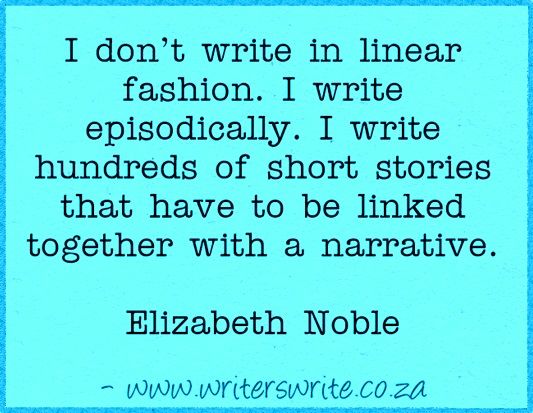 I don't write in linear
fashion. I write
episodically. I write
hundreds of short stories
that have to be linked
together with a narrative.
Elizabeth Noble
- www.writerswrite.co.za